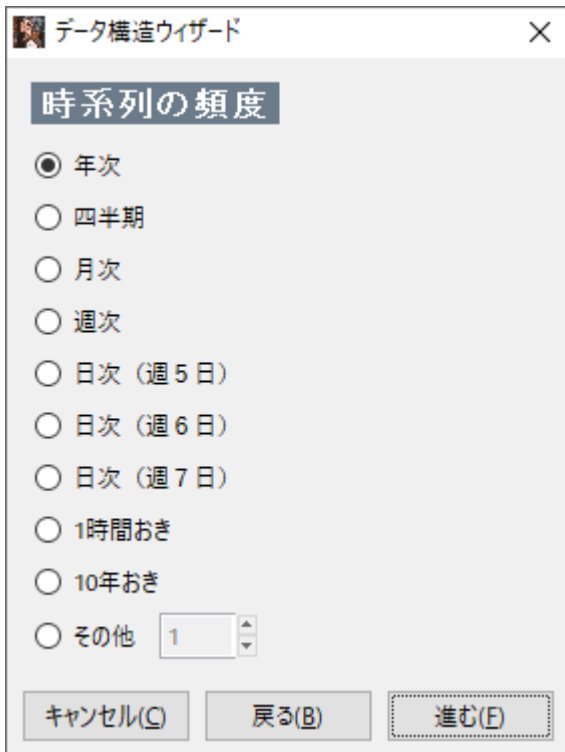 データ構造ウィザード
時系列の頻度
年次
四半期
月次
週次
日次（週５日）
日次（週６日）
日次（週７日）
1時間おき
10年おき
その他 1
キャンセル(C) 戻る(B) 進む(F)